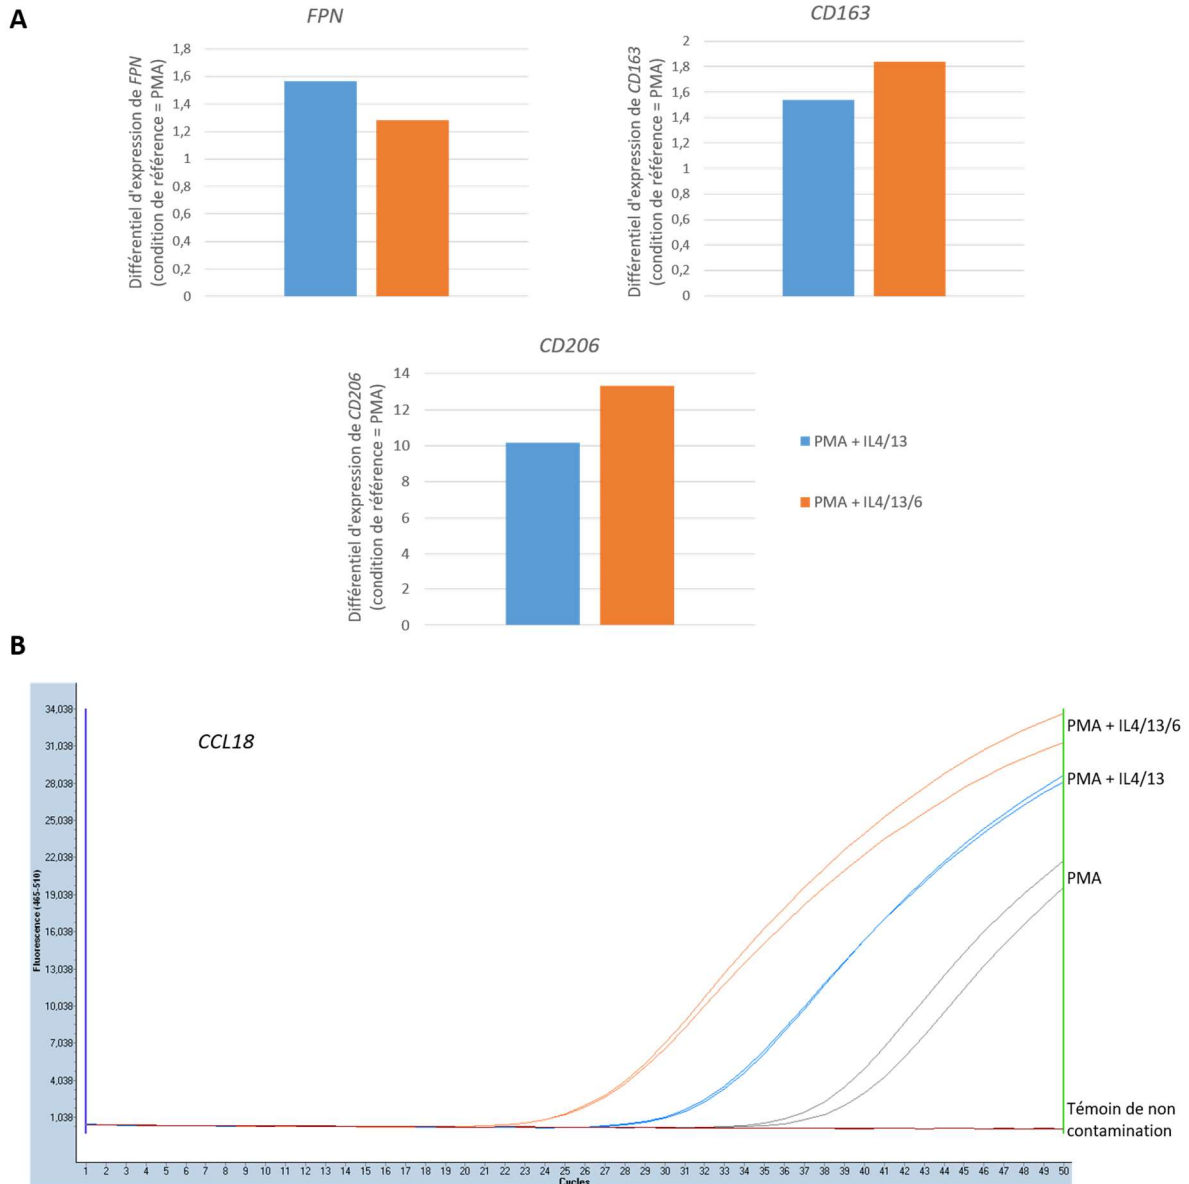 A
FPN
Différentiel d'expression de FPN
(condition de référence = PMA)
1,8
1,6
1,4
1,2
1
0,8
0,6
0,4
0,2
0
CD163
Différentiel d'expression de CD163
(condition de référence = PMA)
2
1,8
1,6
1,4
1,2
1
0,8
0,6
0,4
0,2
0
CD206
Différentiel d'expression de CD206
(condition de référence = PMA)
14
12
10
8
6
4
2
0
PMA + IL4/13
PMA + IL4/13/6
B
CCL18
Fluorescence (465-510)
34,038
31,038
28,038
25,038
22,038
19,038
16,038
13,038
10,038
7,038
4,038
1,038
PMA + IL4/13/6
PMA + IL4/13
PMA
Témoin de non
contamination
1 2 3 4 5 6 7 8 9 10 11 12 13 14 15 16 17 18 19 20 21 22 23 24 25 26 27 28 29 30 31 32 33 34 35 36 37 38 39 40 41 42 43 44 45 46 47 48 49 50
Cycles